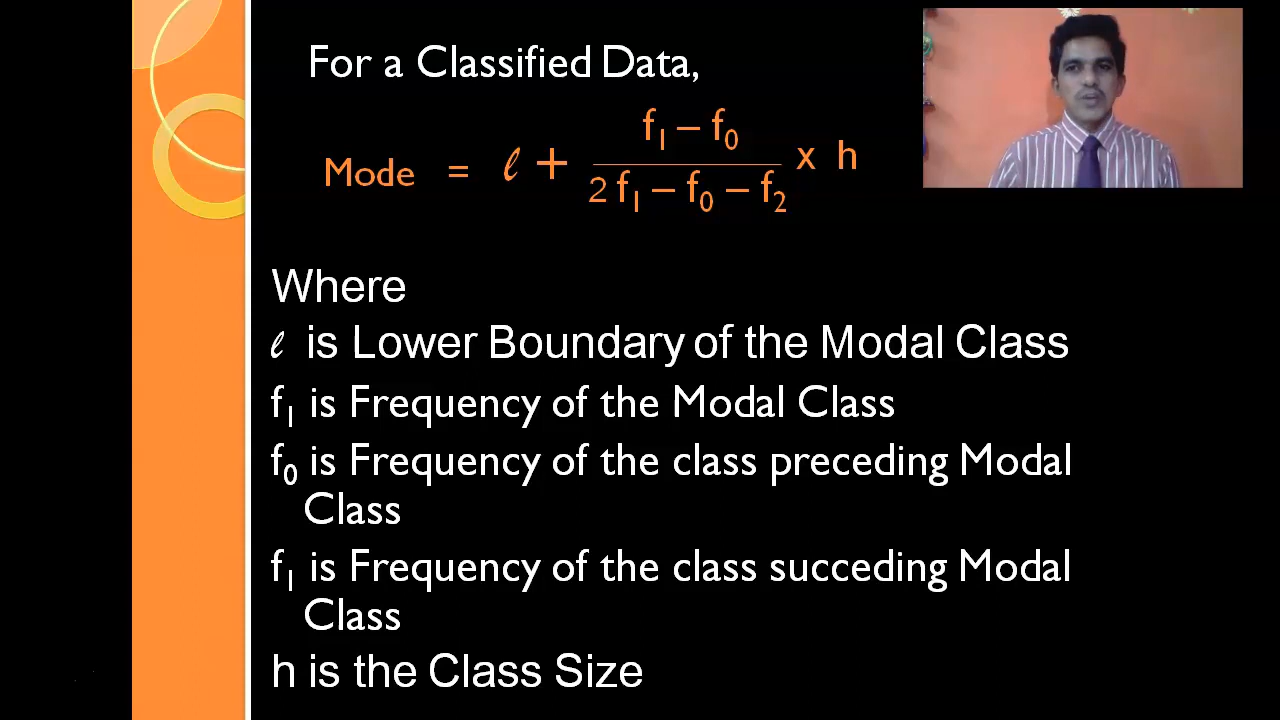 For a Classified Data,
Mode = ℓ + (f₁ – f₀) / (2 f₁ – f₀ – f₂) x h
Where
ℓ is Lower Boundary of the Modal Class
f₁ is Frequency of the Modal Class
f₀ is Frequency of the class preceding Modal
Class
f₁ is Frequency of the class succeding Modal
Class
h is the Class Size